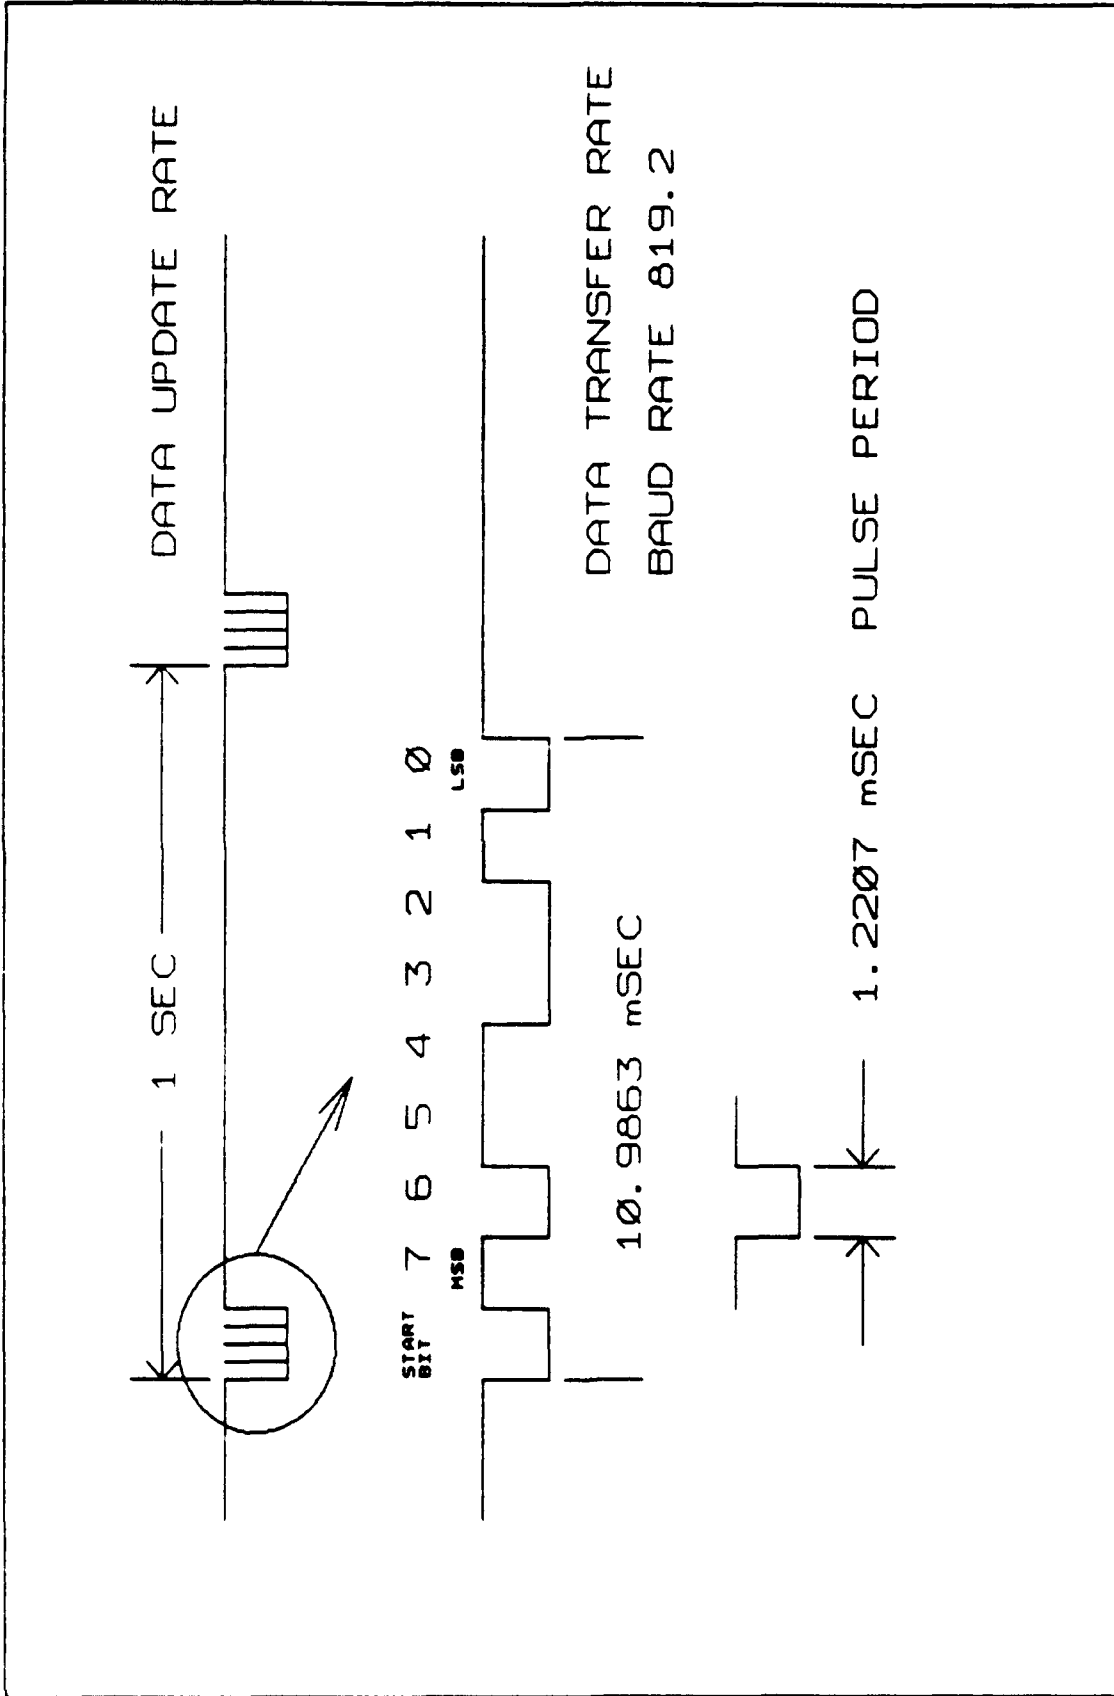 DATA UPDATE RATE
1 SEC
START
BIT
7 6 5 4 3 2 1 Ø
MSB
LSB
DATA TRANSFER RATE
BAUD RATE 819.2
1Ø.9863 mSEC
1.22Ø7 mSEC PULSE PERIOD